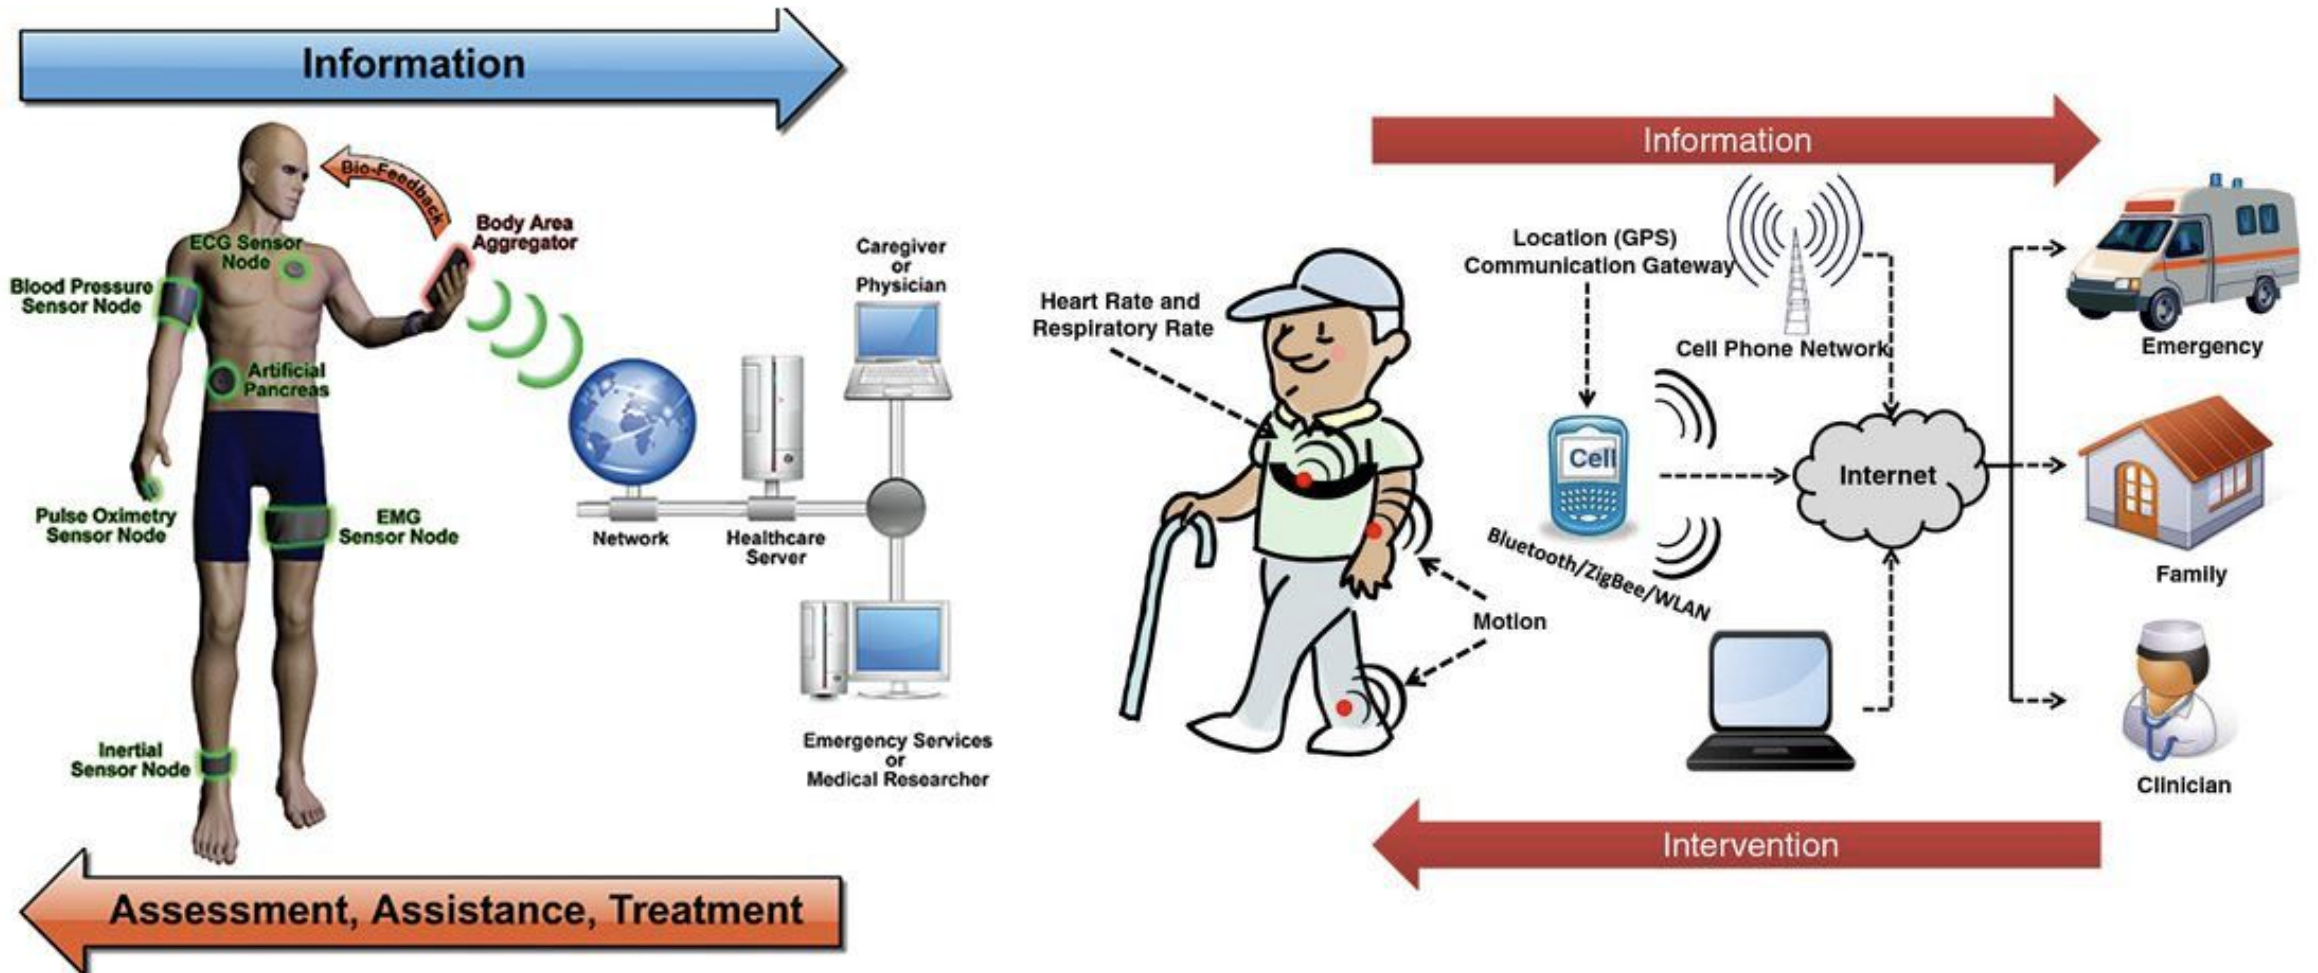 Information
Bio-Feedback
Body Area
Aggregator
ECG Sensor
Node
Blood Pressure
Sensor Node
Artificial
Pancreas
Pulse Oximetry
Sensor Node
EMG
Sensor Node
Inertial
Sensor Node
Caregiver
or
Physician
Network
Healthcare
Server
Emergency Services
or
Medical Researcher
Assessment, Assistance, Treatment
Information
Location (GPS)
Communication Gateway
Heart Rate and
Respiratory Rate
Cell Phone Network
Cell
Internet
Bluetooth/ZigBee/WLAN
Motion
Emergency
Family
Clinician
Intervention